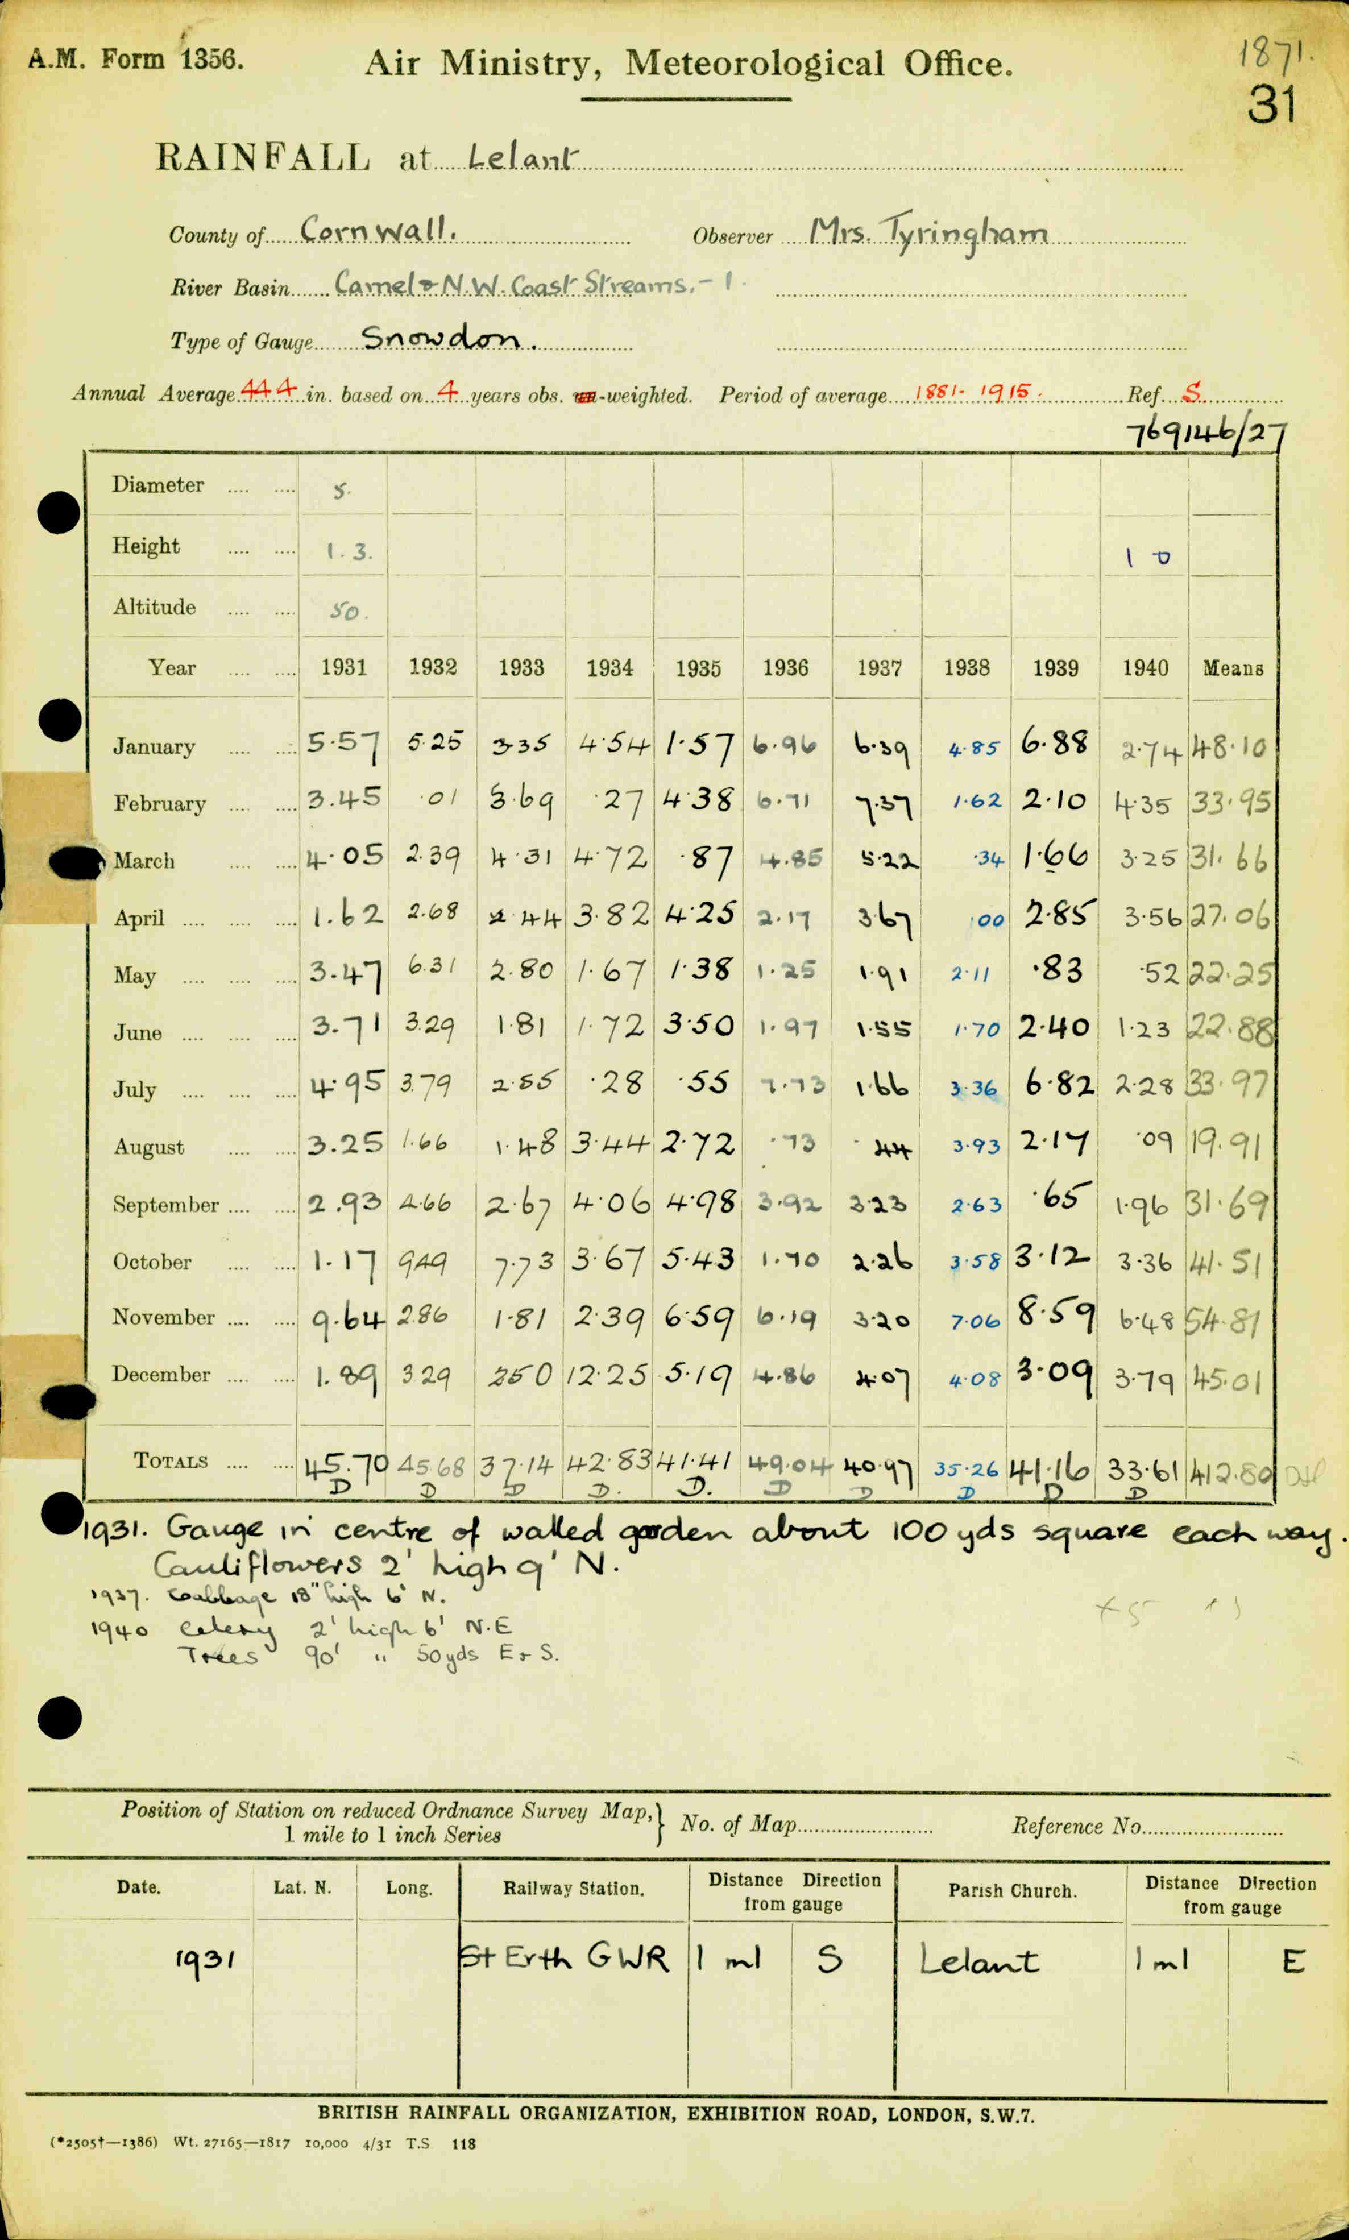 A.M. Form 1356.
Air Ministry, Meteorological Office.
1871.
31
RAINFALL at Lelant
County of Cornwall. Observer Mrs. Tyringham
River Basin Camel & N.W. Coast Streams. - 1.
Type of Gauge Snowdon.
Annual Average 44.4 in. based on 4 years obs. un-weighted. Period of average 1881-1915. Ref. S.
769146/27
Diameter .... .... 5.
Height .... .... 1.3. 1 0
Altitude .... .... 50.
Year .... .... 1931 1932 1933 1934 1935 1936 1937 1938 1939 1940 Means
January .... .... 5.57 5.25 3.35 4.54 1.57 6.96 6.39 4.85 6.88 2.74 48.10
February .... .... 3.45 .01 3.69 .27 4.38 6.71 7.37 1.62 2.10 4.35 33.95
March .... .... 4.05 2.39 4.31 4.72 .87 4.85 5.22 .34 1.66 3.25 31.66
April .... .... .... 1.62 2.68 2.44 3.82 4.25 2.17 3.67 .00 2.85 3.56 27.06
May .... .... .... 3.47 6.31 2.80 1.67 1.38 1.25 1.91 2.11 .83 .52 22.25
June .... .... .... 3.71 3.29 1.81 1.72 3.50 1.97 1.55 1.70 2.40 1.23 22.88
July .... .... .... 4.95 3.79 2.55 .28 .55 7.73 1.66 3.36 6.82 2.28 33.97
August .... .... 3.25 1.66 1.48 3.44 2.72 .73 .44 3.93 2.17 .09 19.91
September .... .... 2.93 4.66 2.67 4.06 4.98 3.92 3.23 2.63 .65 1.96 31.69
October .... .... 1.17 9.49 7.73 3.67 5.43 1.70 2.26 3.58 3.12 3.36 41.51
November .... .... 9.64 2.86 1.81 2.39 6.59 6.19 3.20 7.06 8.59 6.48 54.81
December .... .... 1.89 3.29 2.50 12.25 5.19 4.86 4.07 4.08 3.09 3.79 45.01
TOTALS .... .... 45.70 45.68 37.14 42.83 41.41 49.04 40.97 35.26 41.16 33.61 412.80
D D D D. D. D D D D D
1931. Gauge in centre of walled garden about 100 yds square each way.
Cauliflowers 2' high 9' N.
1937. Cabbage 18" high 6' N.
1940 Celery 2' high 6' N.E
Trees 90' " 50yds E & S.
Position of Station on reduced Ordnance Survey Map,} No. of Map Reference No.
1 mile to 1 inch Series
Date. Lat. N. Long. Railway Station. Distance Direction from gauge Parish Church. Distance Direction from gauge
1931 St Erth GWR 1 ml S Lelant 1 ml E
BRITISH RAINFALL ORGANIZATION, EXHIBITION ROAD, LONDON, S.W.7.
(*2505†—1386) Wt. 27165—1817 10,000 4/31 T.S 118